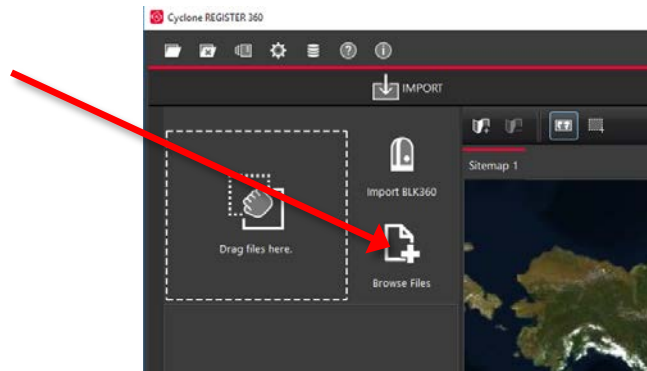 Cyclone REGISTER 360
IMPORT
Sitemap 1
Import BLK360
Drag files here.
Browse Files